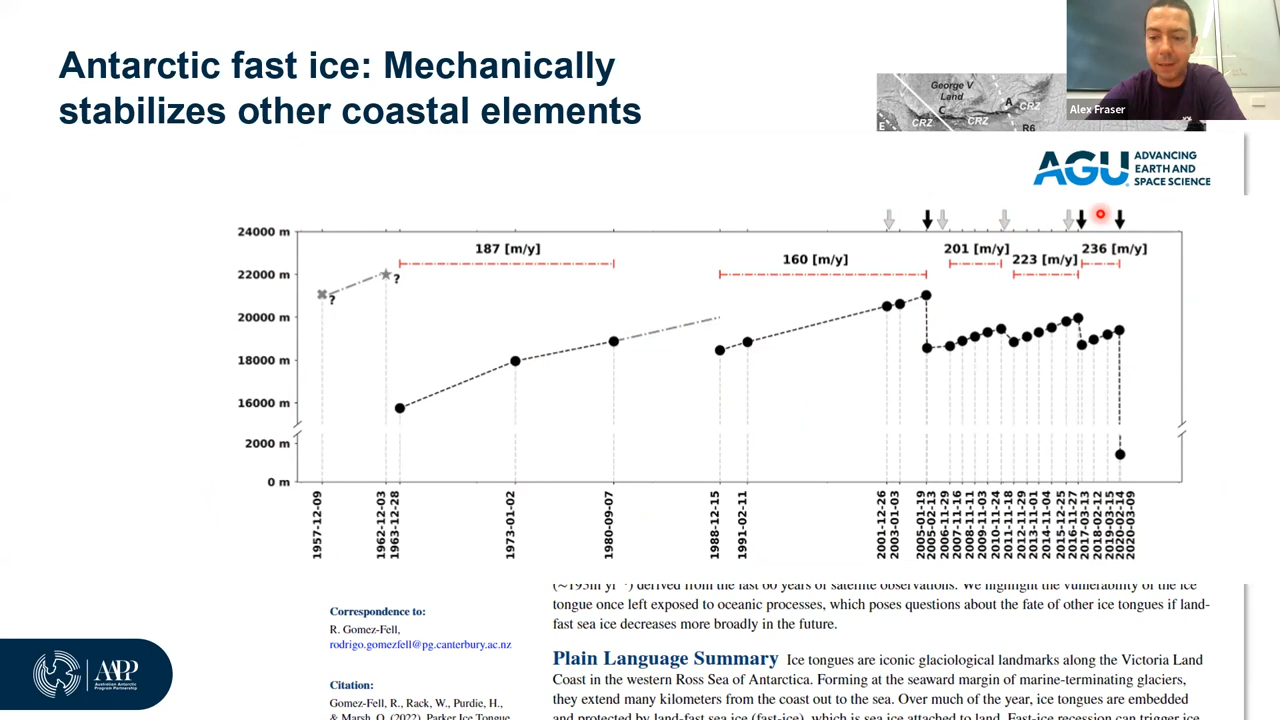 Antarctic fast ice: Mechanically
stabilizes other coastal elements
George V
Land
A
CRZ
C
CRZ
CRZ
E
R6
Alex Fraser
AGU ADVANCING
EARTH AND
SPACE SCIENCE
24000 m
22000 m
20000 m
18000 m
16000 m
2000 m
0 m
187 [m/y]
160 [m/y]
201 [m/y]
223 [m/y]
236 [m/y]
?
?
1957-12-09
1962-12-03
1963-12-28
1973-01-02
1980-09-07
1988-12-15
1991-02-11
2001-12-26
2003-01-03
2005-01-19
2005-02-13
2006-11-29
2007-11-16
2008-11-11
2009-11-03
2010-11-24
2011-11-18
2012-11-29
2013-11-01
2014-11-04
2015-12-25
2016-11-27
2017-03-13
2018-02-12
2019-03-15
2020-02-14
2020-03-09
derived from the last 60 years of satellite observations. We highlight the vulnerability of the ice
tongue once left exposed to oceanic processes, which poses questions about the fate of other ice tongues if land-
fast sea ice decreases more broadly in the future.
Correspondence to:
R. Gomez-Fell,
rodrigo.gomezfell@pg.canterbury.ac.nz
Citation:
Gomez-Fell, R., Rack, W., Purdie, H.,
& Marsh, O. (2022). Parker Ice Tongue
Plain Language Summary Ice tongues are iconic glaciological landmarks along the Victoria Land
Coast in the western Ross Sea of Antarctica. Forming at the seaward margin of marine-terminating glaciers,
they extend many kilometers from the coast out to the sea. Over much of the year, ice tongues are embedded
and protected by land-fast sea ice (fast-ice), which is sea ice attached to land. Fast-ice recession can trigger ice
AAPP
Australian Antarctic
Program Partnership